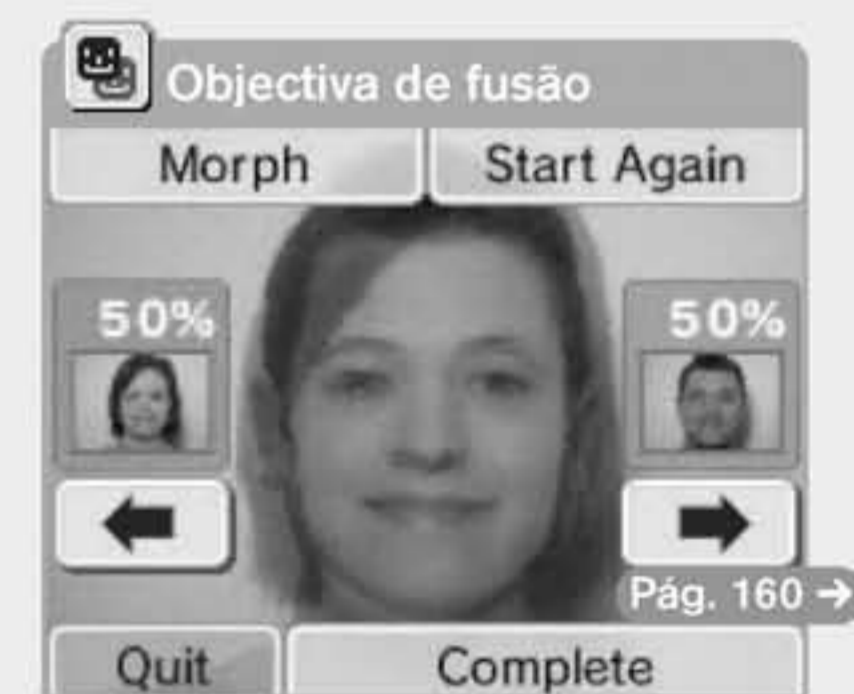 Objectiva de fusão
Morph
Start Again
50%
50%
Pág. 160 →
Quit
Complete